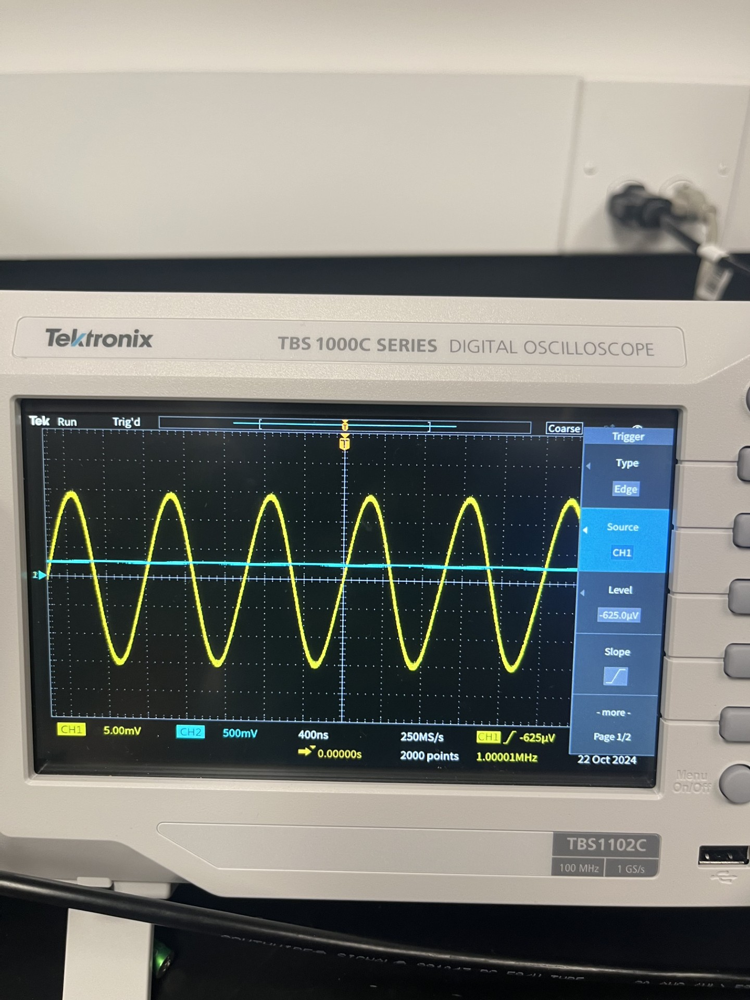 Tektronix
TBS 1000C SERIES DIGITAL OSCILLOSCOPE
Tek Run Trig'd
T
Coarse
T
Trigger
Type
Edge
Source
CH1
Level
-625.0µV
Slope
- more -
Page 1/2
CH1 5.00mV CH2 500mV 400ns 250MS/s CH1 -625µV
0.00000s 2000 points 1.00001MHz
22 Oct 2024
Menu
On/Off
TBS1102C
100 MHz 1 GS/s